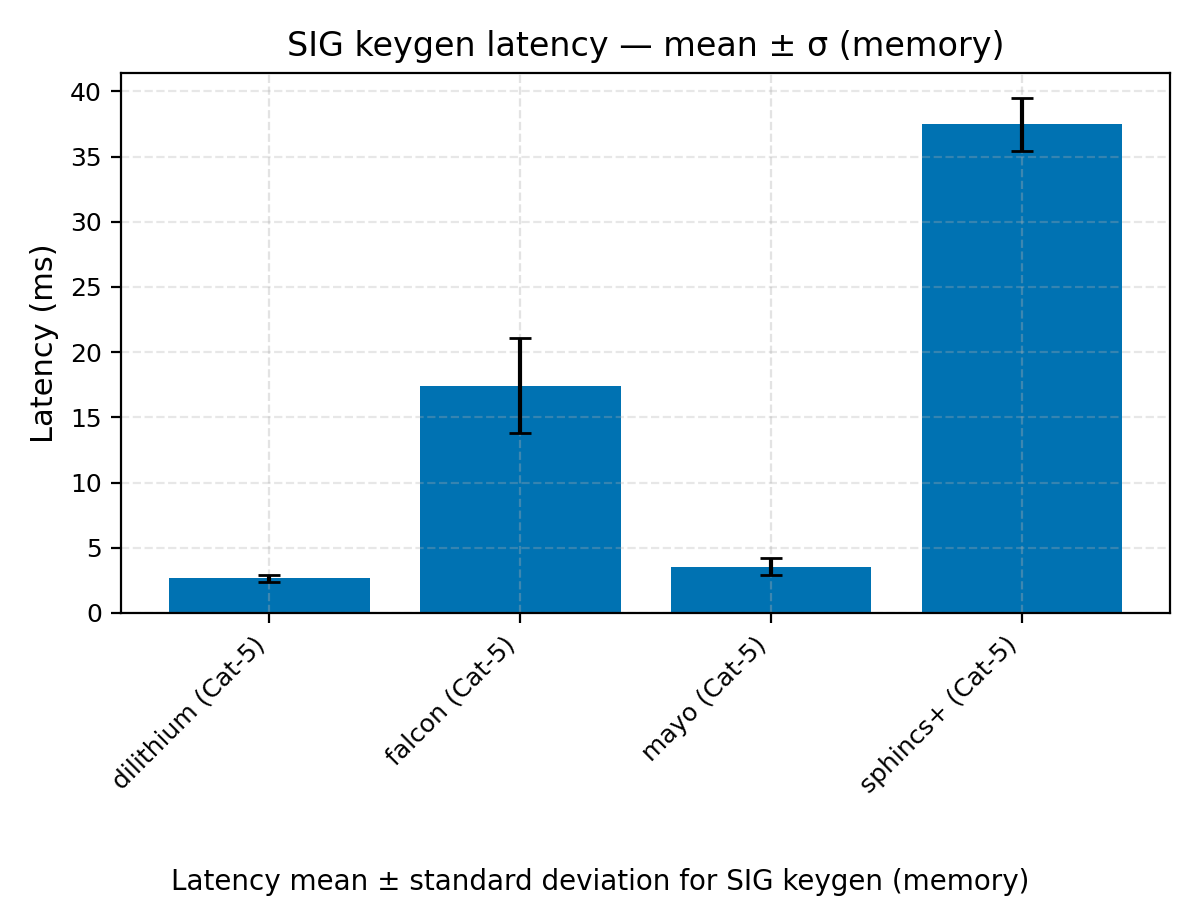 SIG keygen latency — mean ± σ (memory)
Latency (ms)
40
35
30
25
20
15
10
5
0
dilithium (Cat-5)
falcon (Cat-5)
mayo (Cat-5)
sphincs+ (Cat-5)
Latency mean ± standard deviation for SIG keygen (memory)